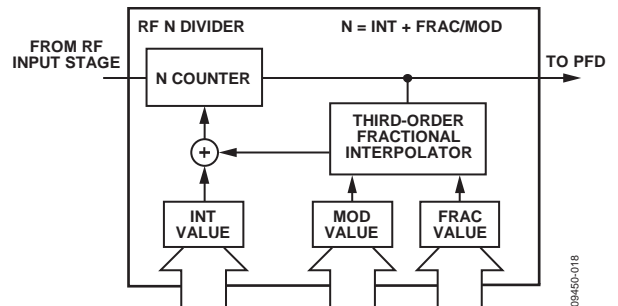 RF N DIVIDER
N = INT + FRAC/MOD
FROM RF
INPUT STAGE
TO PFD
N COUNTER
THIRD-ORDER
FRACTIONAL
INTERPOLATOR
+
INT
VALUE
MOD
VALUE
FRAC
VALUE
09450-018